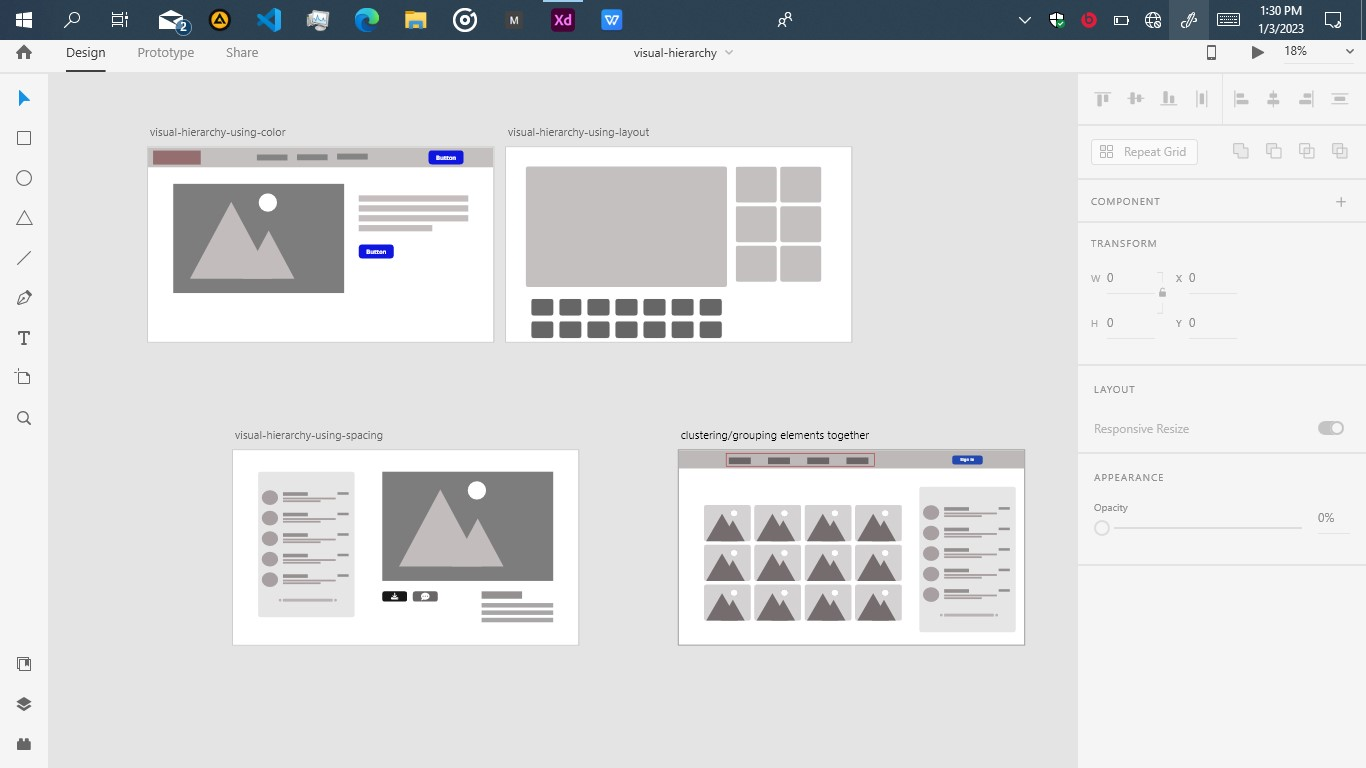 2
M
Xd
1:30 PM
1/3/2023
Design
Prototype
Share
visual-hierarchy
18%
visual-hierarchy-using-color
visual-hierarchy-using-layout
Button
Button
Repeat Grid
COMPONENT
TRANSFORM
W 0 X 0
H 0 Y 0
LAYOUT
Responsive Resize
APPEARANCE
Opacity
0%
visual-hierarchy-using-spacing
clustering/grouping elements together
Sign in